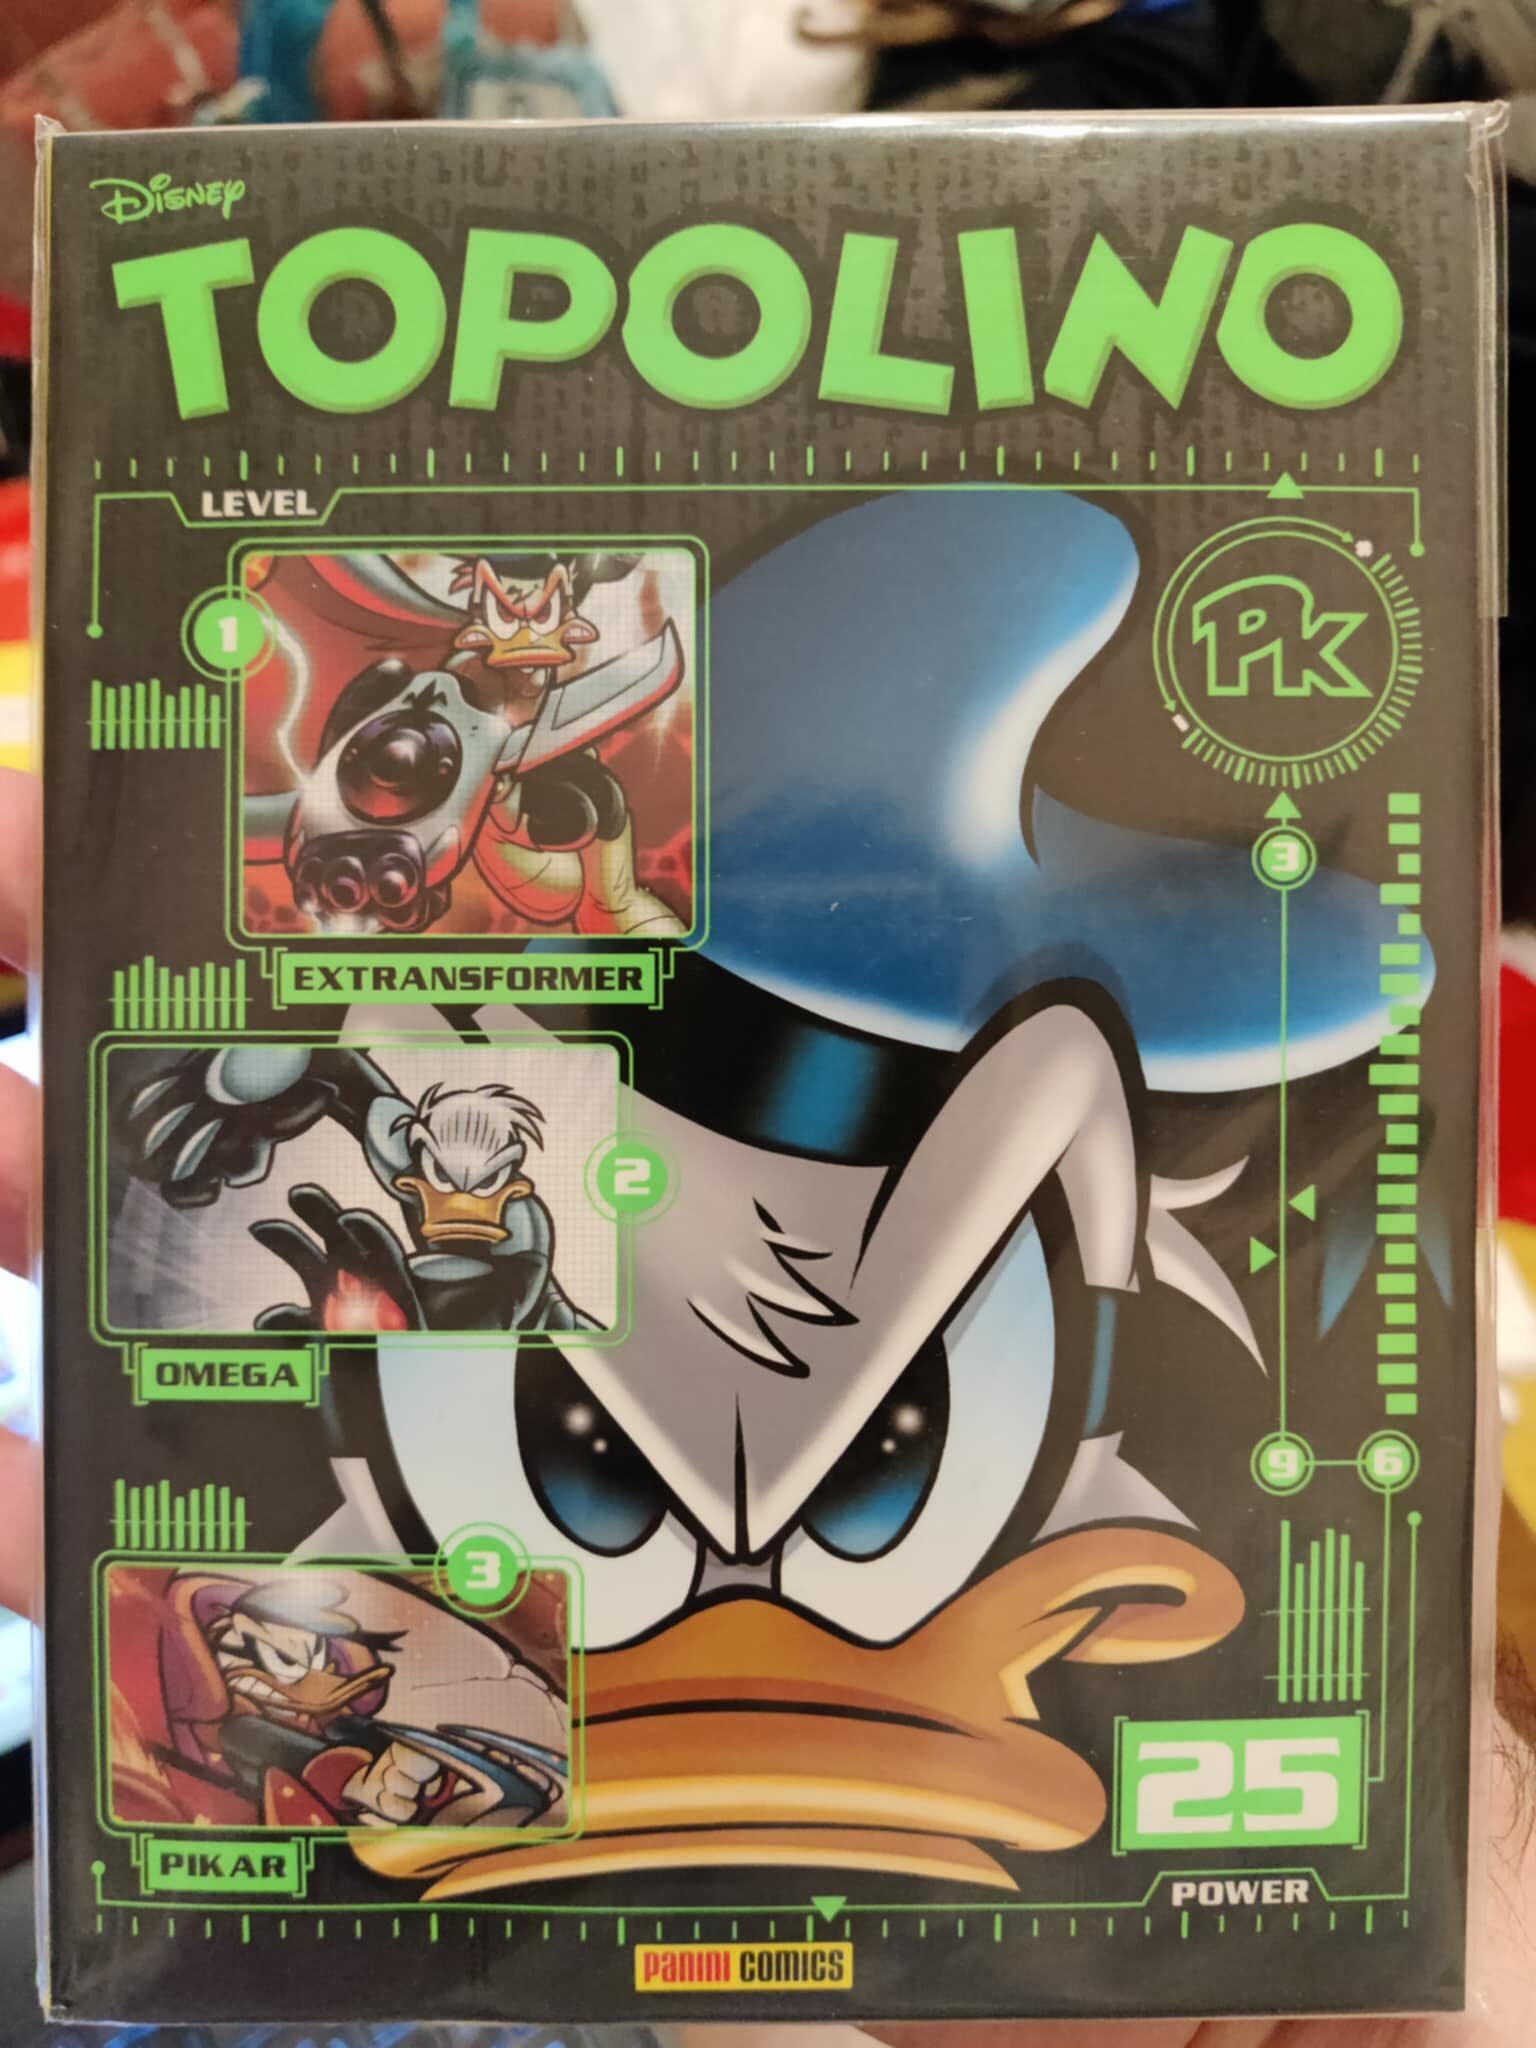 Disney
TOPOLINO
LEVEL
PK
1
3
EXTRANSFORMER
2
OMEGA
9
6
3
25
PIKAR
POWER
PANINI COMICS